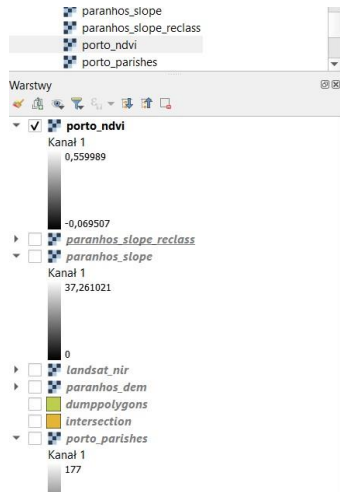 paranhos_slope
paranhos_slope_reclass
porto_ndvi
porto_parishes
Warstwy
porto_ndvi
Kanał 1
0,559989
-0,069507
paranhos_slope_reclass
paranhos_slope
Kanał 1
37,261021
0
landsat_nir
paranhos_dem
dumppolygons
intersection
porto_parishes
Kanał 1
177